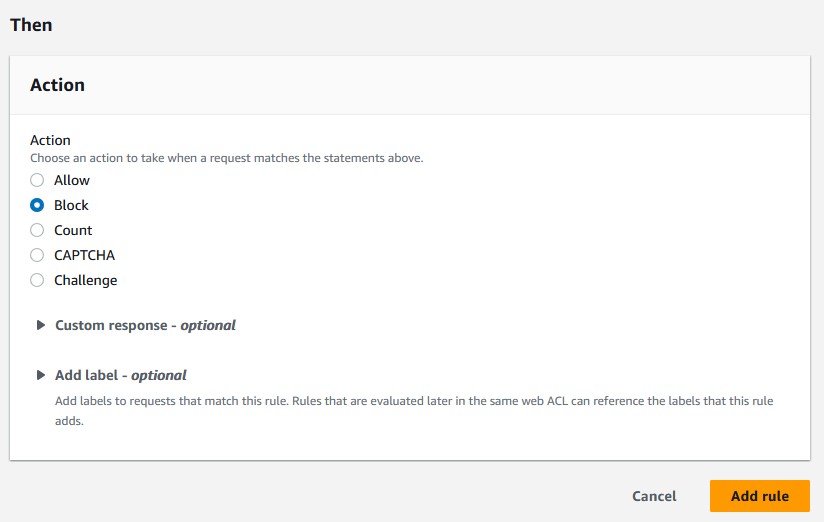 Then
Action
Action
Choose an action to take when a request matches the statements above.
Allow
Block
Count
CAPTCHA
Challenge
Custom response - optional
Add label - optional
Add labels to requests that match this rule. Rules that are evaluated later in the same web ACL can reference the labels that this rule
adds.
Cancel Add rule